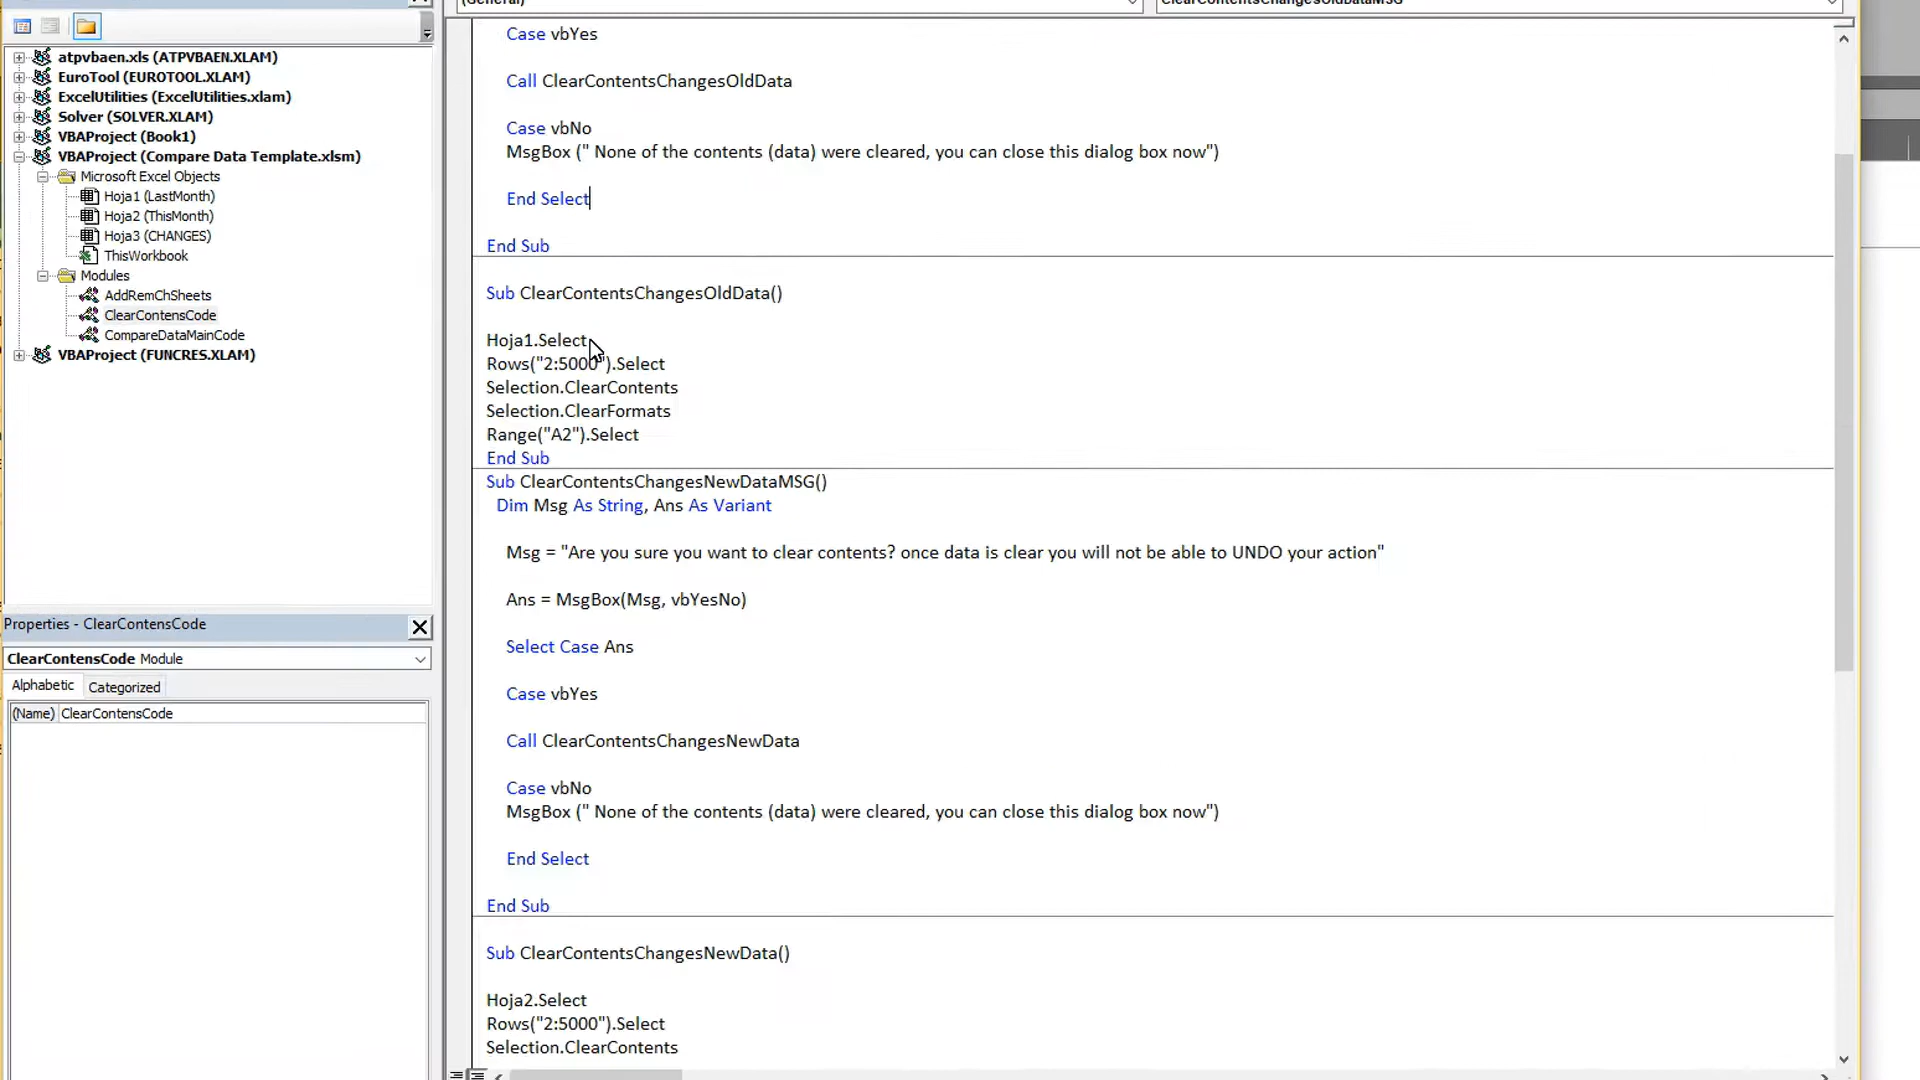 (General)
ClearContentsChangesOldDataMSG
atpvbaen.xls (ATPVBAEN.XLAM)
EuroTool (EUROTOOL.XLAM)
ExcelUtilities (ExcelUtilities.xlam)
Solver (SOLVER.XLAM)
VBAProject (Book1)
VBAProject (Compare Data Template.xlsm)
Microsoft Excel Objects
Hoja1 (LastMonth)
Hoja2 (ThisMonth)
Hoja3 (CHANGES)
ThisWorkbook
Modules
AddRemChSheets
ClearContensCode
CompareDataMainCode
VBAProject (FUNCRES.XLAM)
Properties - ClearContensCode
ClearContensCode Module
Alphabetic Categorized
(Name) ClearContensCode
Case vbYes
Call ClearContentsChangesOldData
Case vbNo
MsgBox (" None of the contents (data) were cleared, you can close this dialog box now")
End Select
End Sub
Sub ClearContentsChangesOldData()
Hoja1.Select
Rows("2:5000").Select
Selection.ClearContents
Selection.ClearFormats
Range("A2").Select
End Sub
Sub ClearContentsChangesNewDataMSG()
Dim Msg As String, Ans As Variant
Msg = "Are you sure you want to clear contents? once data is clear you will not be able to UNDO your action"
Ans = MsgBox(Msg, vbYesNo)
Select Case Ans
Case vbYes
Call ClearContentsChangesNewData
Case vbNo
MsgBox (" None of the contents (data) were cleared, you can close this dialog box now")
End Select
End Sub
Sub ClearContentsChangesNewData()
Hoja2.Select
Rows("2:5000").Select
Selection.ClearContents